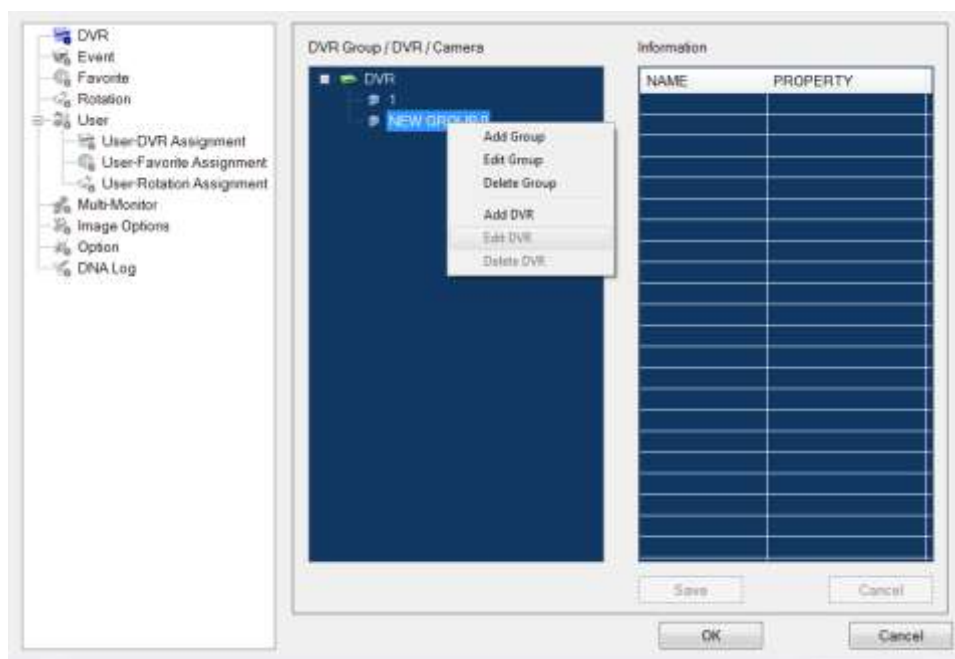 DVR
Event
Favorite
Rotation
User
User-DVR Assignment
User-Favorite Assignment
User-Rotation Assignment
Multi-Monitor
Image Options
Option
DNA Log
DVR Group / DVR / Camera
DVR
1
NEW GROUP 0
Add Group
Edit Group
Delete Group
Add DVR
Edit DVR
Delete DVR
Information
NAME PROPERTY
Save Cancel
OK Cancel